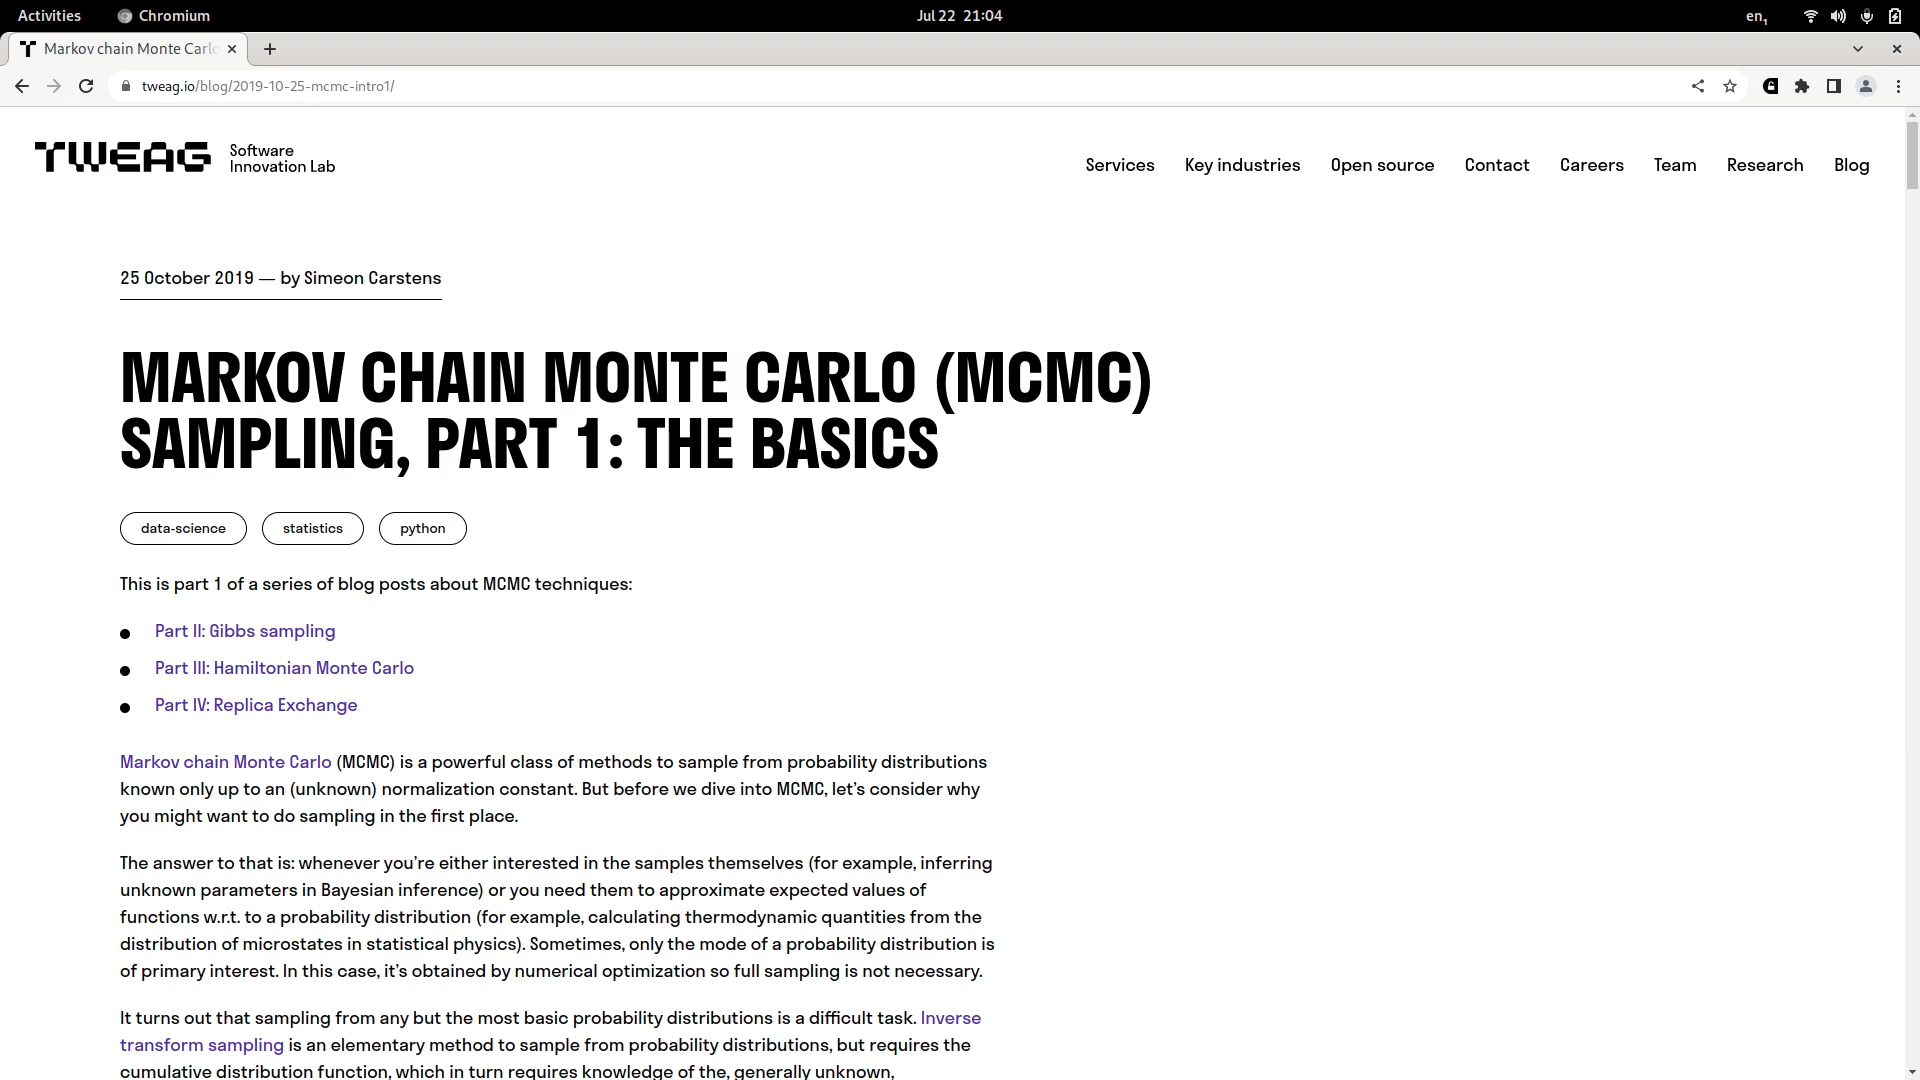 Activities
Chromium
Jul 22 21:04
en1
Markov chain Monte Carlo
tweag.io/blog/2019-10-25-mcmc-intro1/
TWEAG
Software
Innovation Lab
Services
Key industries
Open source
Contact
Careers
Team
Research
Blog
25 October 2019 — by Simeon Carstens
MARKOV CHAIN MONTE CARLO (MCMC)
SAMPLING, PART 1: THE BASICS
data-science
statistics
python
This is part 1 of a series of blog posts about MCMC techniques:
Part II: Gibbs sampling
Part III: Hamiltonian Monte Carlo
Part IV: Replica Exchange
Markov chain Monte Carlo (MCMC) is a powerful class of methods to sample from probability distributions
known only up to an (unknown) normalization constant. But before we dive into MCMC, let’s consider why
you might want to do sampling in the first place.
The answer to that is: whenever you’re either interested in the samples themselves (for example, inferring
unknown parameters in Bayesian inference) or you need them to approximate expected values of
functions w.r.t. to a probability distribution (for example, calculating thermodynamic quantities from the
distribution of microstates in statistical physics). Sometimes, only the mode of a probability distribution is
of primary interest. In this case, it’s obtained by numerical optimization so full sampling is not necessary.
It turns out that sampling from any but the most basic probability distributions is a difficult task. Inverse
transform sampling is an elementary method to sample from probability distributions, but requires the
cumulative distribution function, which in turn requires knowledge of the, generally unknown,